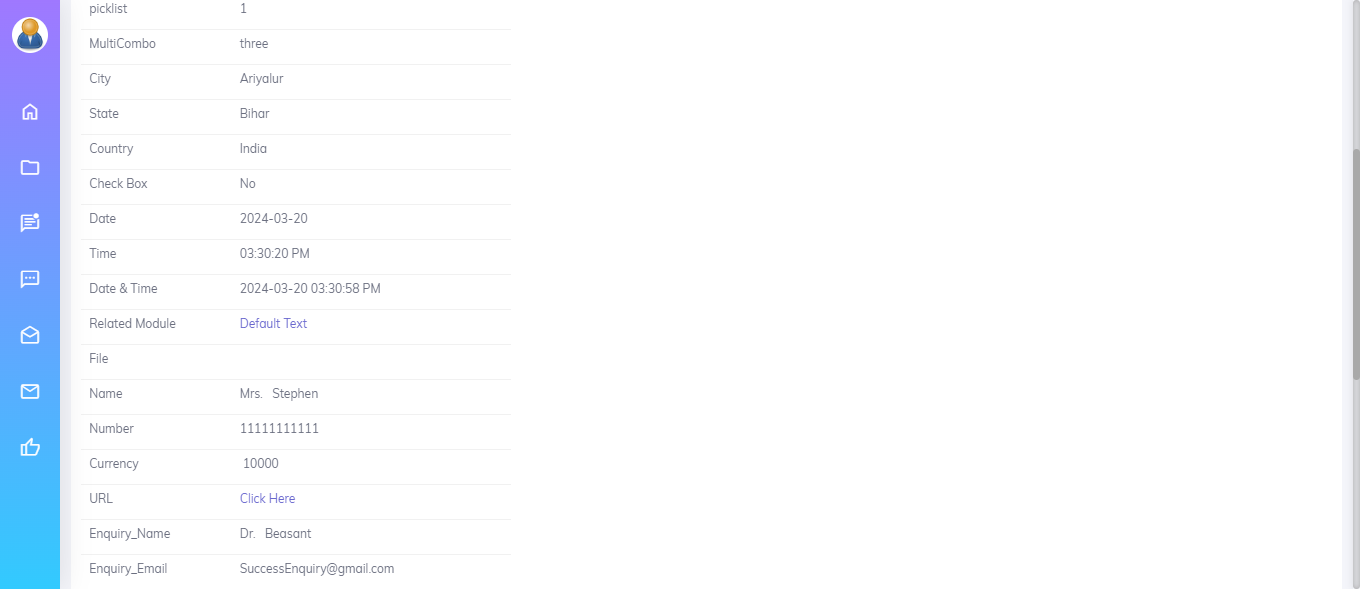 picklist 1
MultiCombo three
City Ariyalur
State Bihar
Country India
Check Box No
Date 2024-03-20
Time 03:30:20 PM
Date & Time 2024-03-20 03:30:58 PM
Related Module Default Text
File
Name Mrs. Stephen
Number 11111111111
Currency 10000
URL Click Here
Enquiry_Name Dr. Beasant
Enquiry_Email SuccessEnquiry@gmail.com